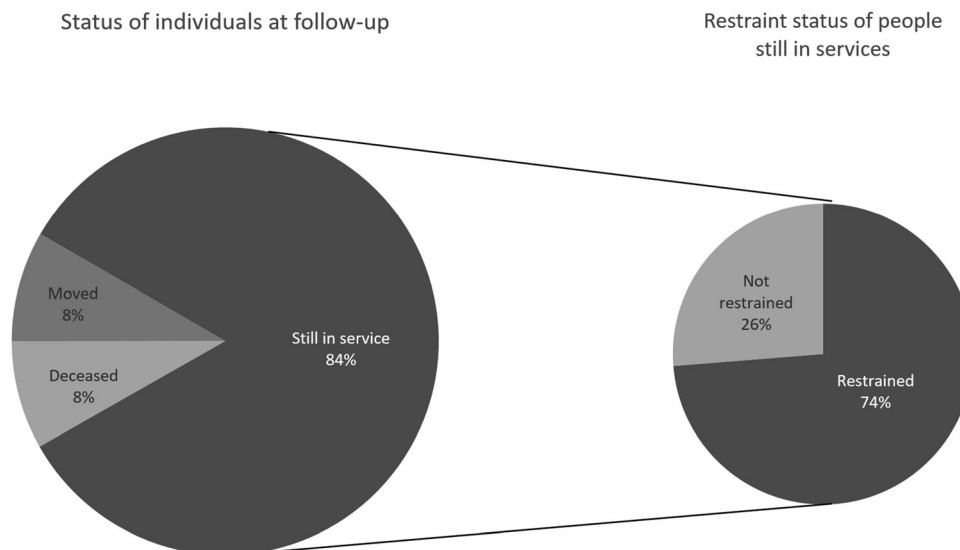 Status of individuals at follow-up
Restraint status of people
still in services
Moved
8%
Deceased
8%
Still in service
84%
Not
restrained
26%
Restrained
74%